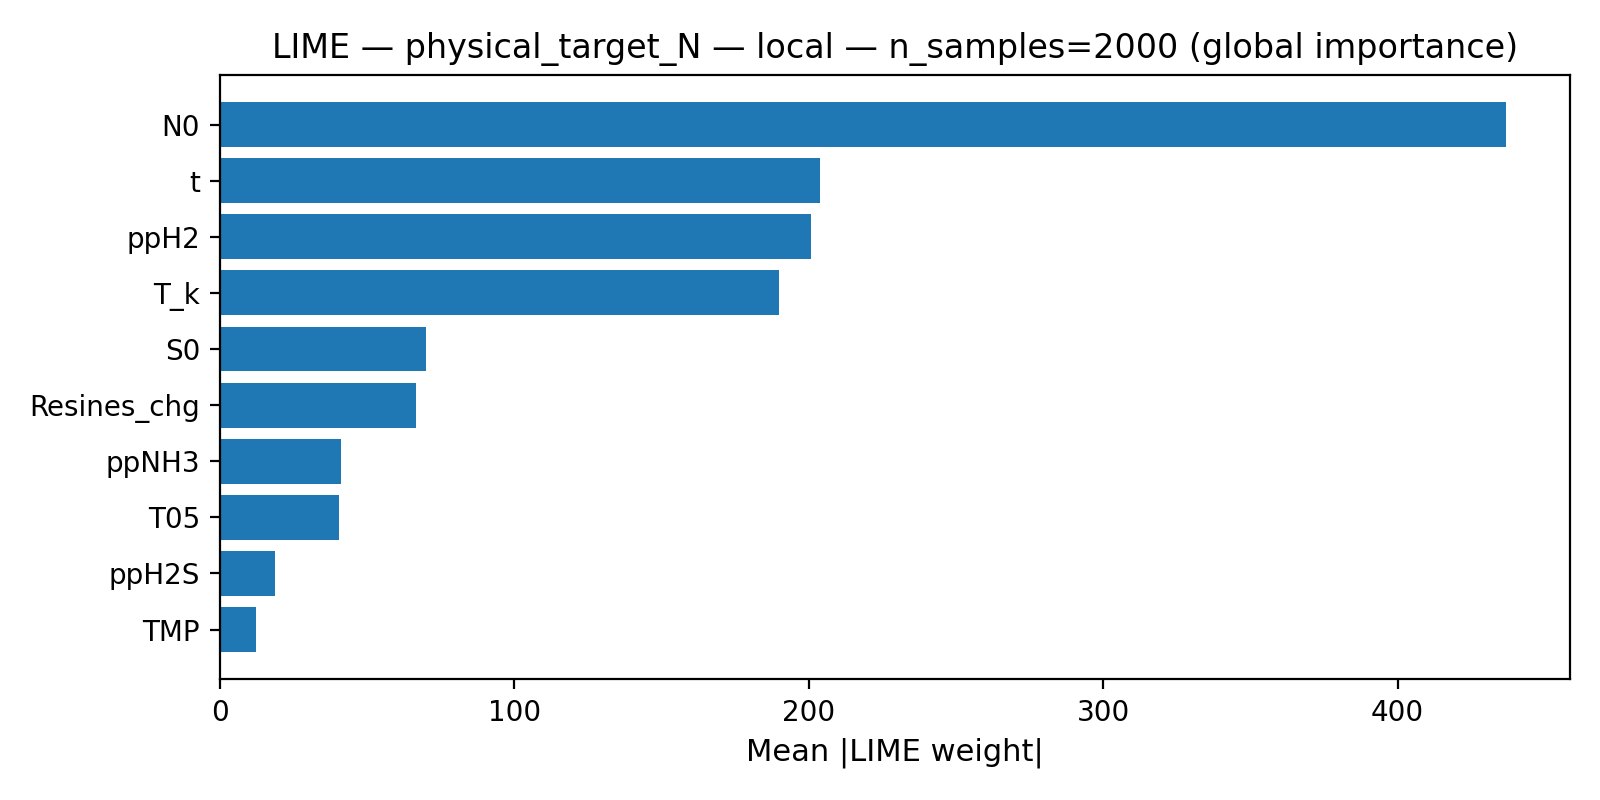 LIME — physical_target_N — local — n_samples=2000 (global importance)
N0
t
ppH2
T_k
S0
Resines_chg
ppNH3
T05
ppH2S
TMP
0 100 200 300 400
Mean |LIME weight|